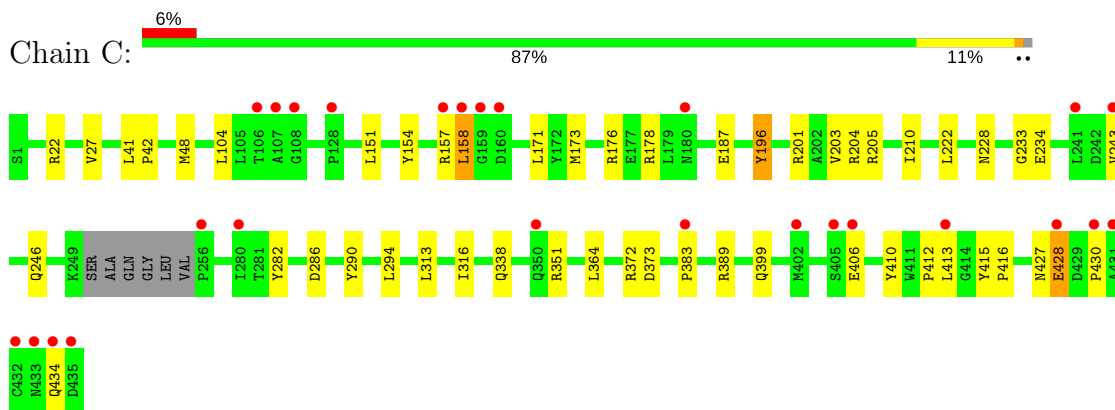 6%
Chain C:
87% 11% ••
S1 R22 V27 L41 P42 M48 L104 L105 T106 A107 G108 P128 L151 Y154 R157 L158 G159 D160 L171 Y172 M173 R176 E177 R178 L179 N180 E187 Y196 R201 A202 V203 R204 R205 I210 L222 N228 G233 E234 L241 D242 V243
Q246 K249 SER ALA GLN GLY LEU VAL P256 I280 T281 Y282 D286 Y290 L294 L313 I316 Q338 Q350 R351 L364 R372 D373 P383 R389 Q399 M402 S405 E406 Y410 W411 P412 L413 G414 Y415 P416 N427 E428 D429 P430 A431
C432 N433 Q434 D435